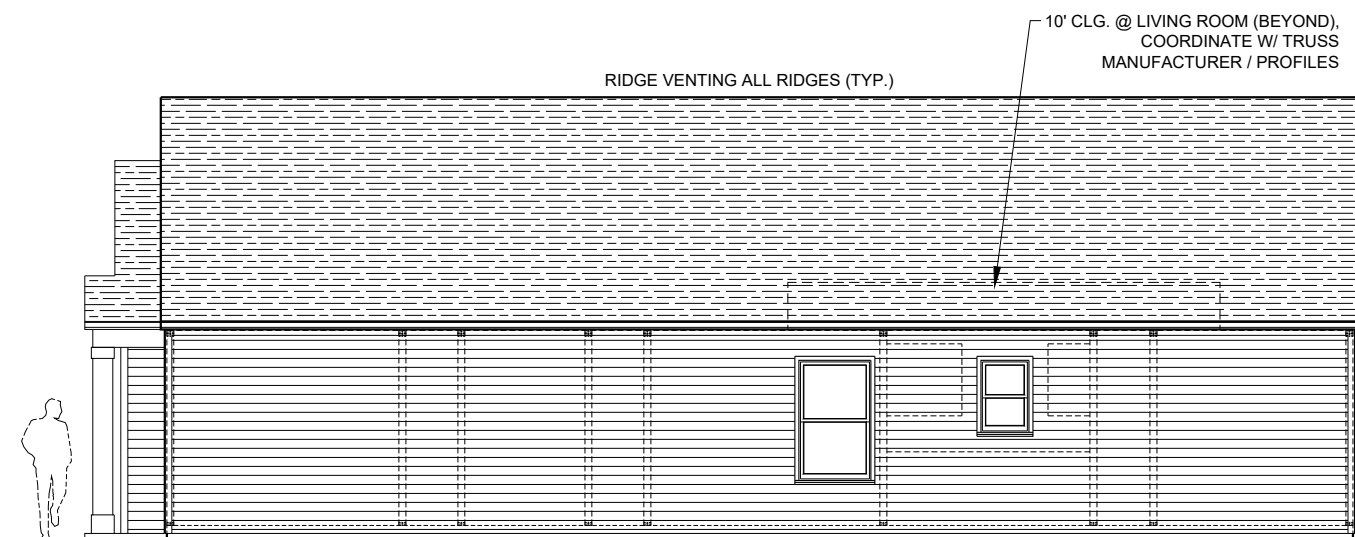 10' CLG. @ LIVING ROOM (BEYOND),
COORDINATE W/ TRUSS
MANUFACTURER / PROFILES
RIDGE VENTING ALL RIDGES (TYP.)